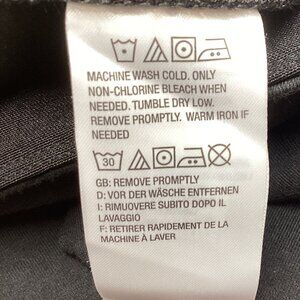 MACHINE WASH COLD. ONLY
NON-CHLORINE BLEACH WHEN
NEEDED. TUMBLE DRY LOW.
REMOVE PROMPTLY. WARM IRON IF
NEEDED
30
GB: REMOVE PROMPTLY
D: VOR DER WÄSCHE ENTFERNEN
I: RIMUOVERE SUBITO DOPO IL
LAVAGGIO
F: RETIRER RAPIDEMENT DE LA
MACHINE À LAVER